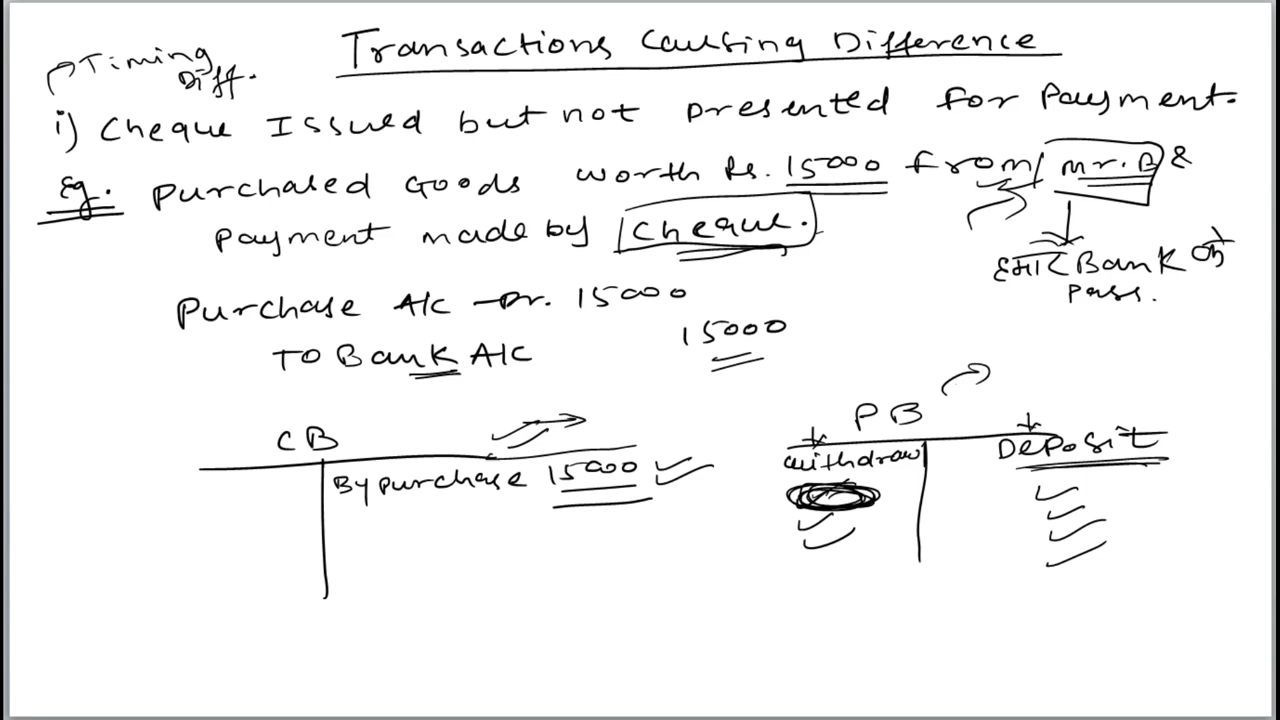 Transactions Causing Difference
Timing
Diff.
i) Cheque Issued but not presented for payment.
Eg. Purchased Goods worth Rs. 15000 from Mr. B &
payment made by Cheque.
Bank
Pass.
Purchase A/c Dr. 15000
To Bank A/c 15000
CB
By purchase 15000
PB
withdraw
Deposit